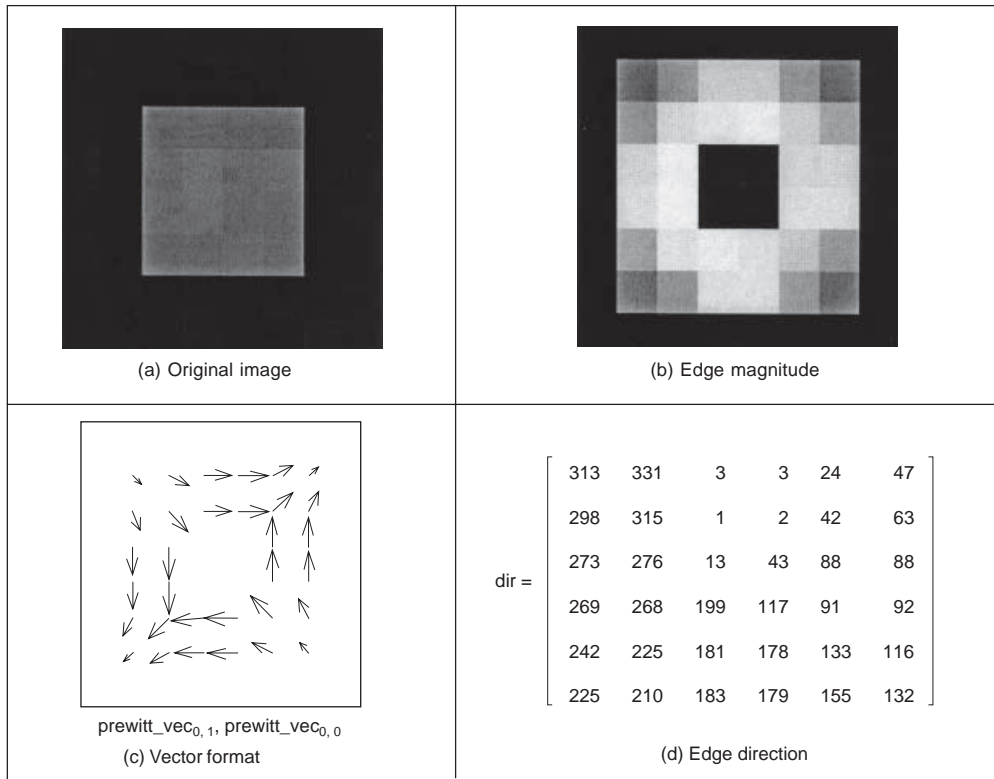 (a) Original image
(b) Edge magnitude
prewitt_vec0, 1, prewitt_vec0, 0
(c) Vector format
dir =
313 331 3 3 24 47
298 315 1 2 42 63
273 276 13 43 88 88
269 268 199 117 91 92
242 225 181 178 133 116
225 210 183 179 155 132
(d) Edge direction